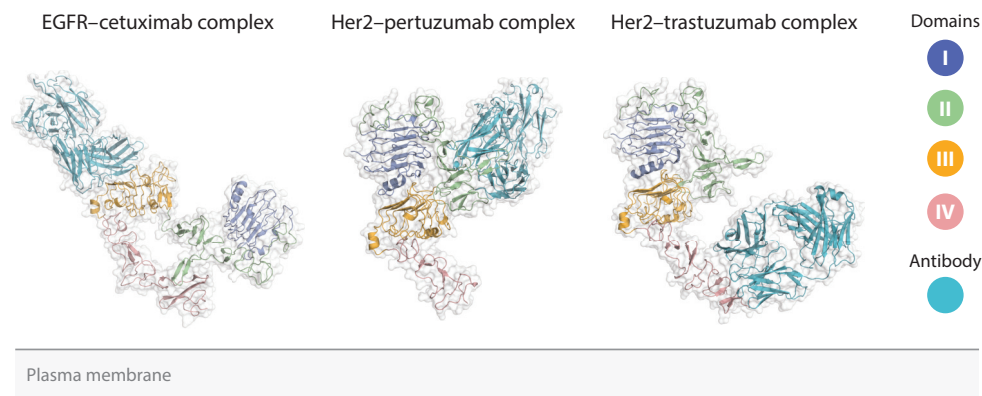 EGFR–cetuximab complex
Her2–pertuzumab complex
Her2–trastuzumab complex
Domains
I
II
III
IV
Antibody
Plasma membrane